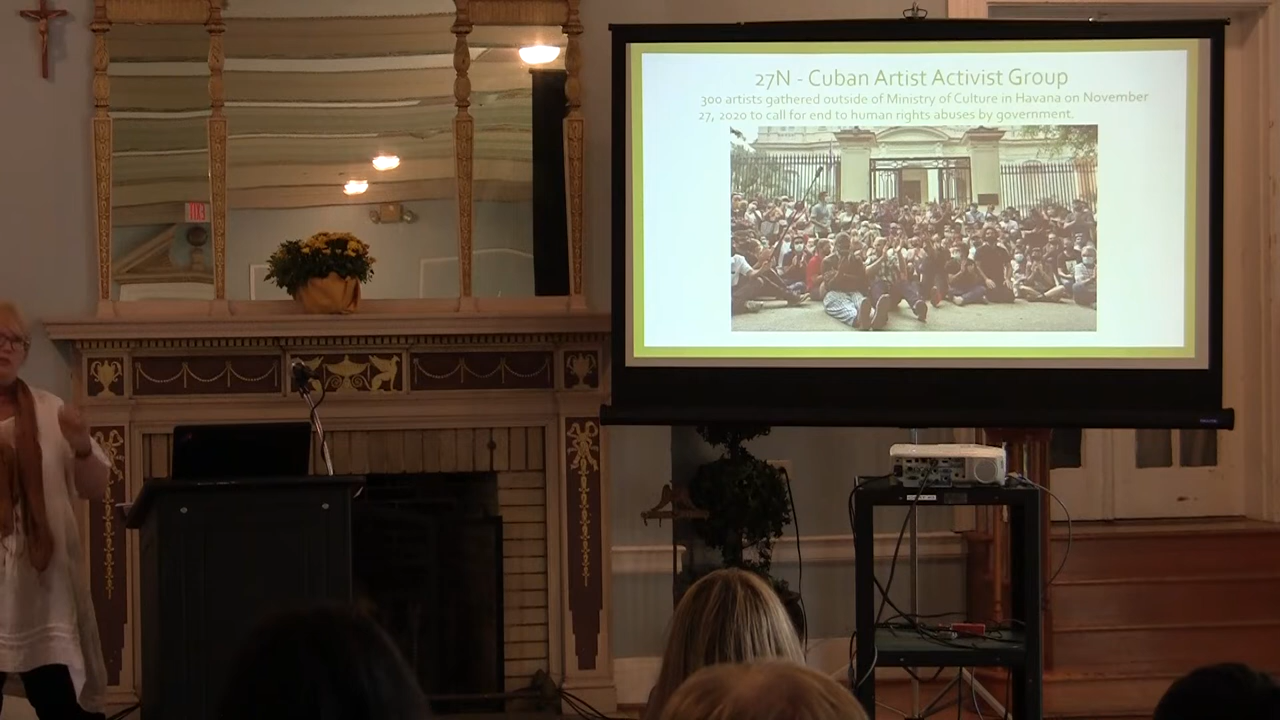 27N - Cuban Artist Activist Group
300 artists gathered outside of Ministry of Culture in Havana on November
27, 2020 to call for end to human rights abuses by government.